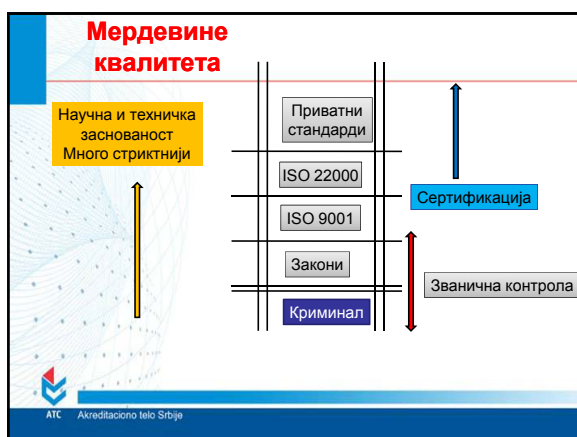 Мердевине
квалитета
Научна и техничка
заснованост
Много стриктнији
Приватни
стандарди
ISO 22000
ISO 9001
Закони
Криминал
Сертификација
Званична контрола
ATC Akreditaciono telo Srbije